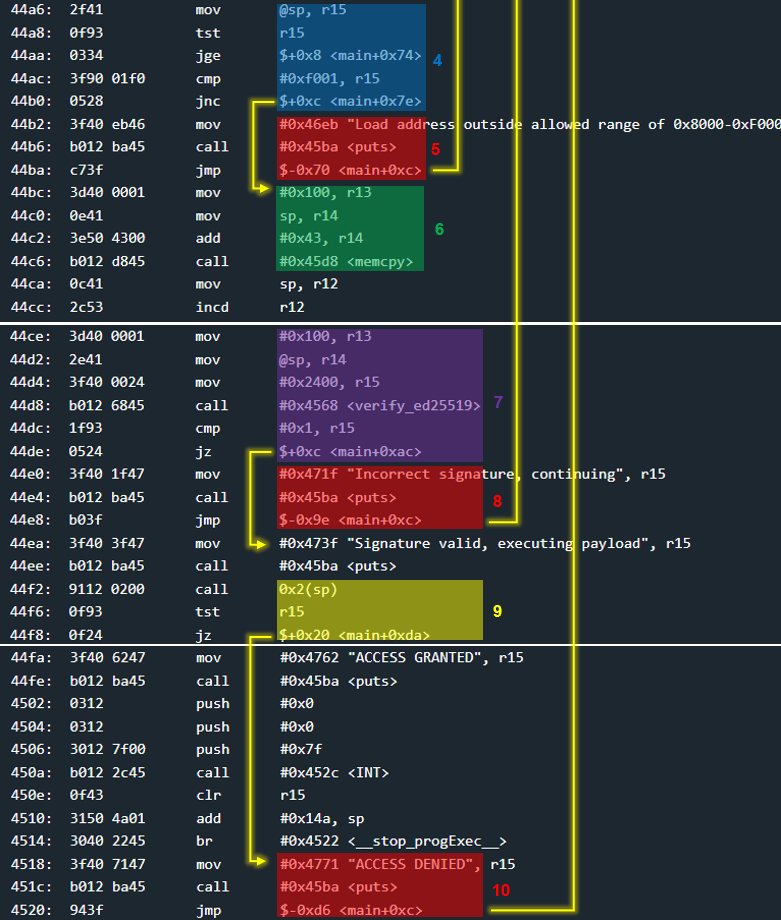 44a6: 2f41 mov @sp, r15
44a8: 0f93 tst r15
44aa: 0334 jge $+0x8 <main+0x74> 4
44ac: 3f90 01f0 cmp #0xf001, r15
44b0: 0528 jnc $+0xc <main+0x7e>
44b2: 3f40 eb46 mov #0x46eb "Load address outside allowed range of 0x8000-0xF000
44b6: b012 ba45 call #0x45ba <puts> 5
44ba: c73f jmp $-0x70 <main+0xc>
44bc: 3d40 0001 mov #0x100, r13
44c0: 0e41 mov sp, r14
44c2: 3e50 4300 add #0x43, r14 6
44c6: b012 d845 call #0x45d8 <memcpy>
44ca: 0c41 mov sp, r12
44cc: 2c53 incd r12
44ce: 3d40 0001 mov #0x100, r13
44d2: 2e41 mov @sp, r14
44d4: 3f40 0024 mov #0x2400, r15
44d8: b012 6845 call #0x4568 <verify_ed25519> 7
44dc: 1f93 cmp #0x1, r15
44de: 0524 jz $+0xc <main+0xac>
44e0: 3f40 1f47 mov #0x471f "Incorrect signature, continuing", r15
44e4: b012 ba45 call #0x45ba <puts> 8
44e8: b03f jmp $-0x9e <main+0xc>
44ea: 3f40 3f47 mov #0x473f "Signature valid, executing payload", r15
44ee: b012 ba45 call #0x45ba <puts>
44f2: 9112 0200 call 0x2(sp)
44f6: 0f93 tst r15 9
44f8: 0f24 jz $+0x20 <main+0xda>
44fa: 3f40 6247 mov #0x4762 "ACCESS GRANTED", r15
44fe: b012 ba45 call #0x45ba <puts>
4502: 0312 push #0x0
4504: 0312 push #0x0
4506: 3012 7f00 push #0x7f
450a: b012 2c45 call #0x452c <INT>
450e: 0f43 clr r15
4510: 3150 4a01 add #0x14a, sp
4514: 3040 2245 br #0x4522 <__stop_progExec__>
4518: 3f40 7147 mov #0x4771 "ACCESS DENIED", r15
451c: b012 ba45 call #0x45ba <puts> 10
4520: 943f jmp $-0xd6 <main+0xc>